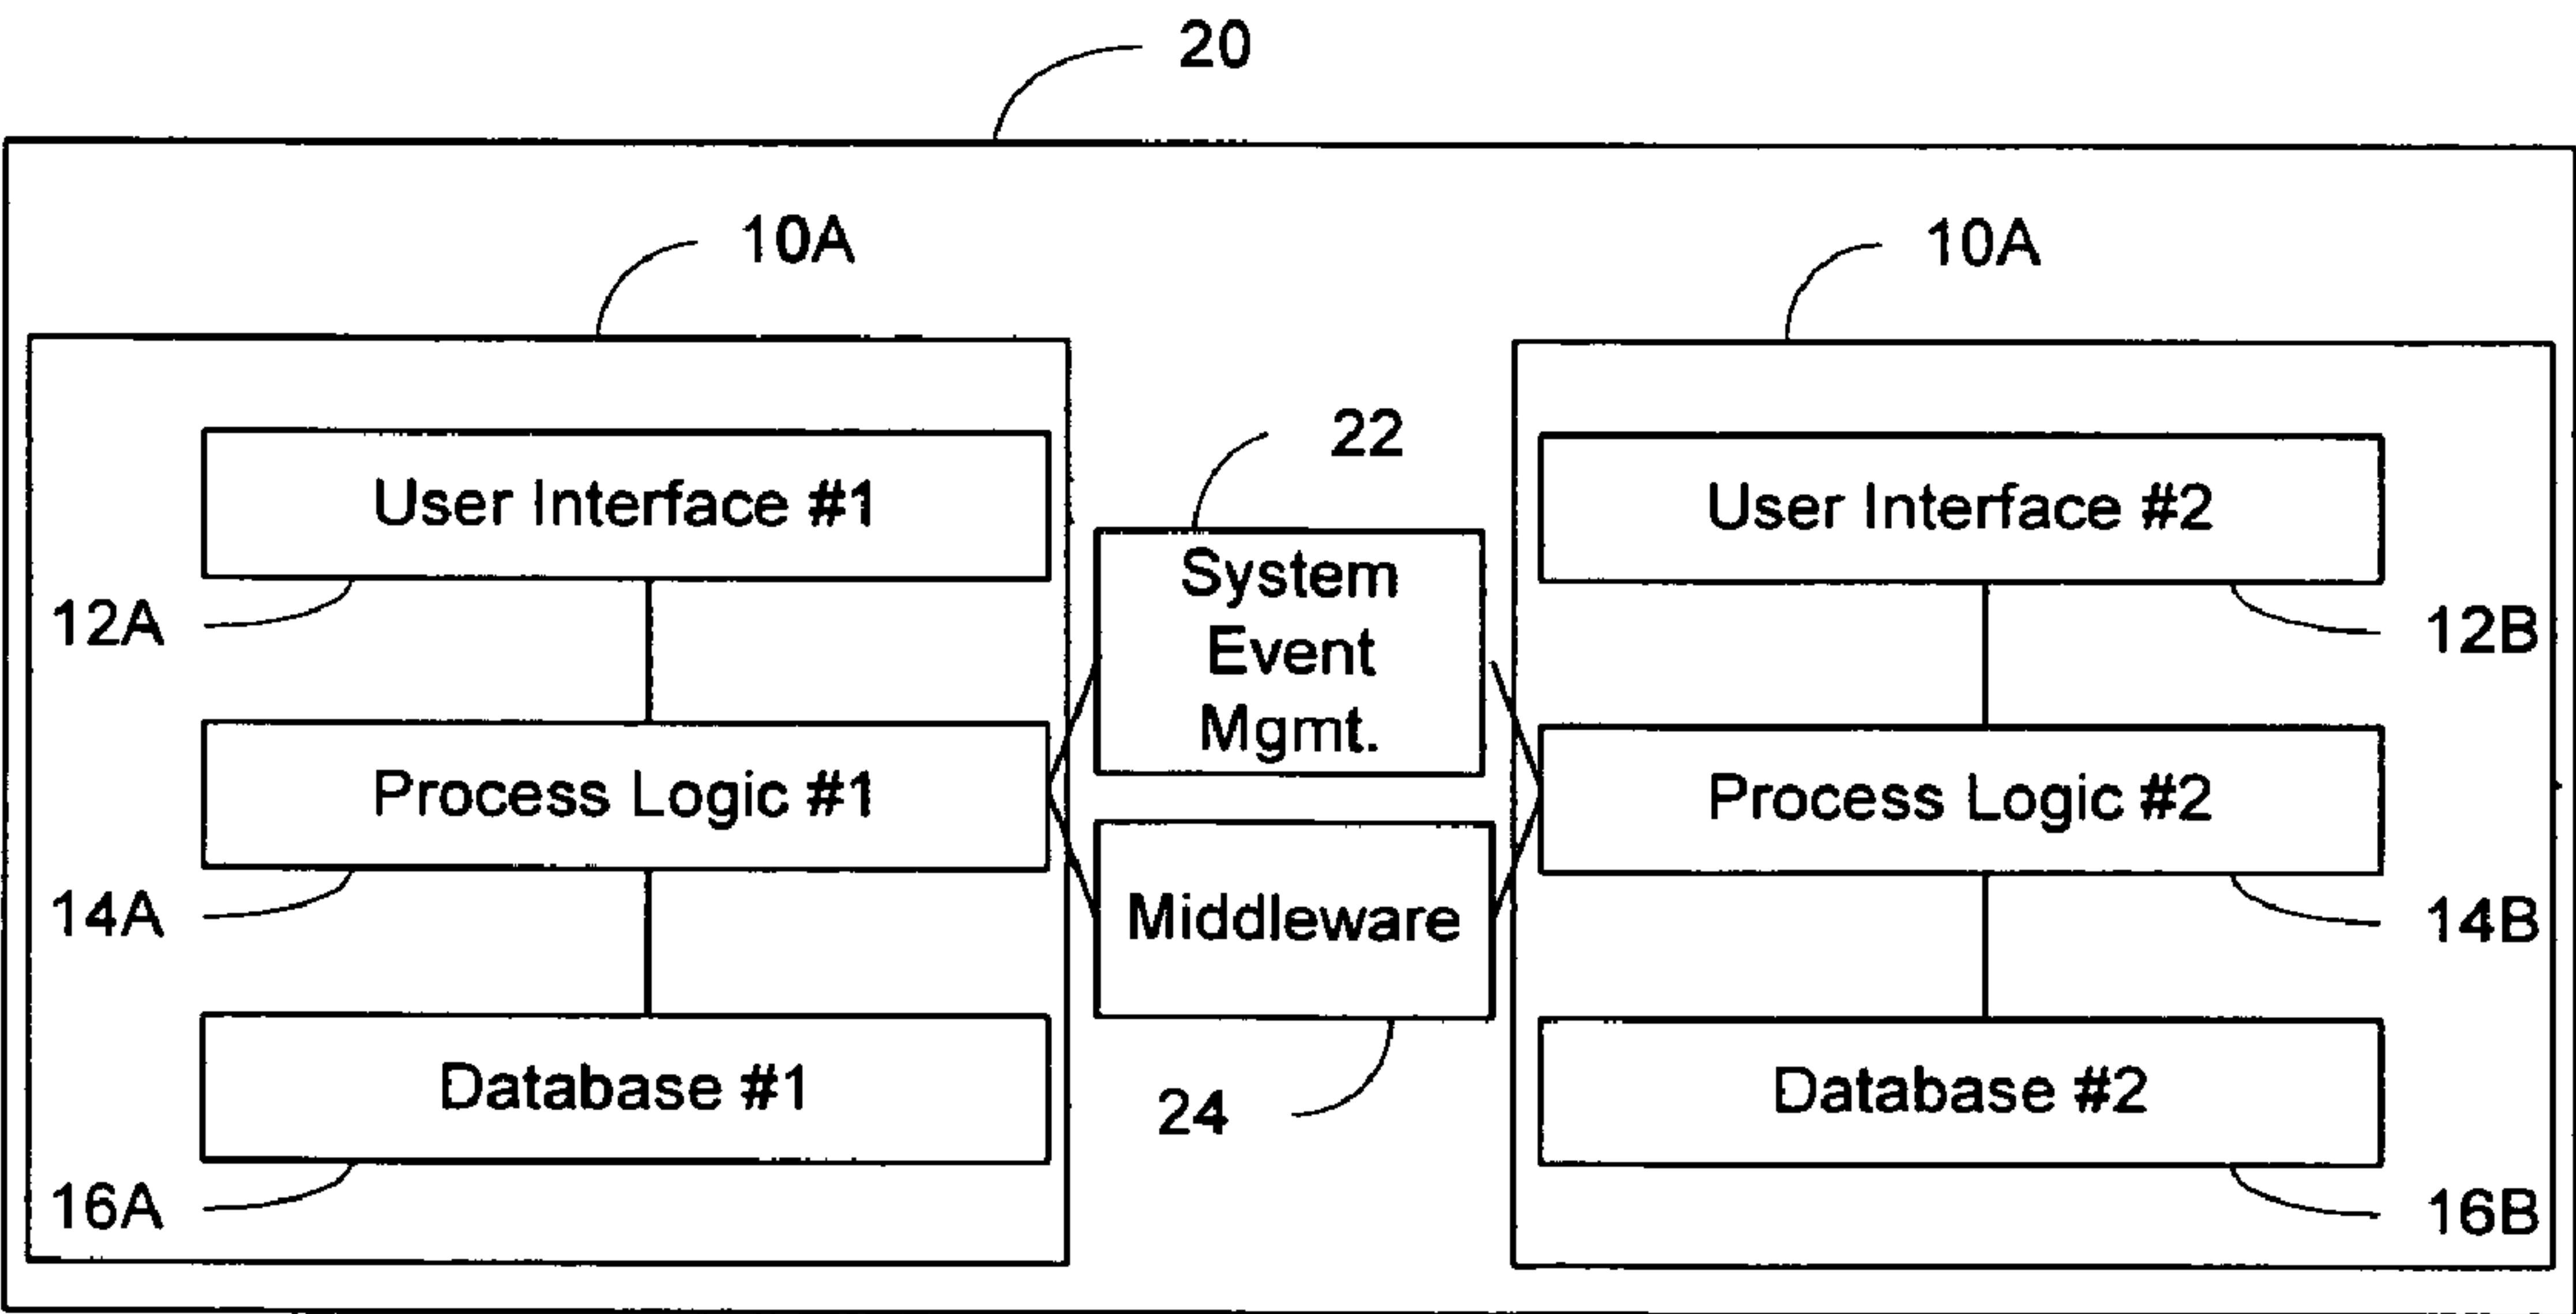 20
10A
10A
User Interface #1
22
User Interface #2
System
Event
Mgmt.
12A
12B
Process Logic #1
Process Logic #2
14A
Middleware
14B
Database #1
24
Database #2
16A
16B